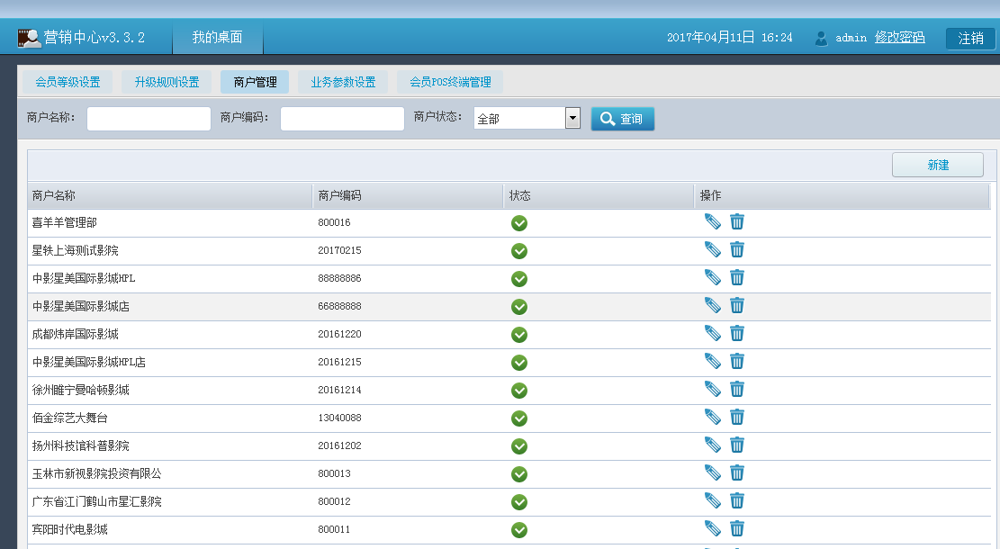 营销中心v3.3.2 我的桌面 2017年04月11日 16:24 admin 修改密码 注销
会员等级设置 升级规则设置 商户管理 业务参数设置 会员POS终端管理
商户名称: 商户编码: 商户状态: 全部 查询
新建
商户名称 商户编码 状态 操作
喜羊羊管理部 800016
星轶上海测试影院 20170215
中影星美国际影城HPL 88888886
中影星美国际影城店 66888888
成都炜岸国际影城 20161220
中影星美国际影城HPL店 20161215
徐州睢宁曼哈顿影城 20161214
佰金综艺大舞台 13040088
扬州科技馆科普影院 20161202
玉林市新视影院投资有限公 800013
广东省江门鹤山市星汇影院 800012
宾阳时代电影城 800011